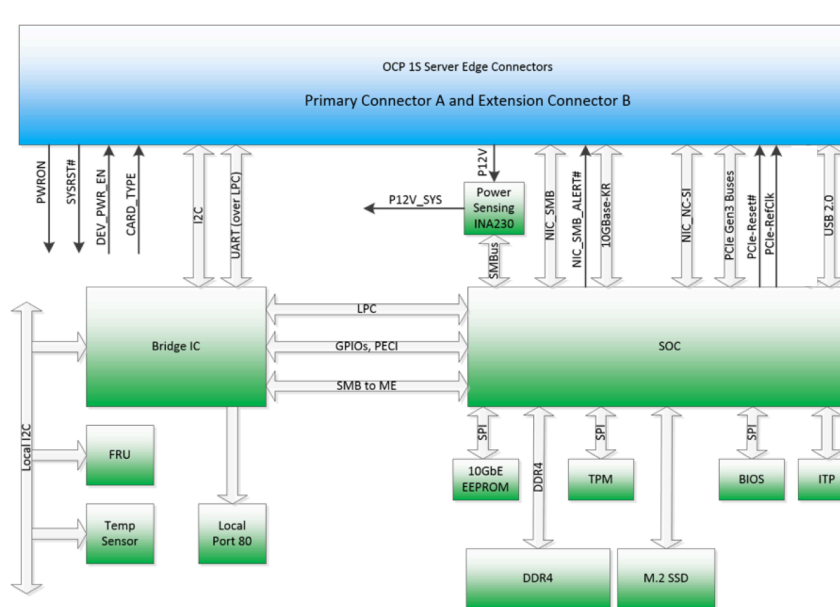 OCP 1S Server Edge Connectors
Primary Connector A and Extension Connector B
PWRON
SYSRST#
DEV_PWR_EN
CARD_TYPE
I2C
UART (over LPC)
P12V
P12V_SYS
Power
Sensing
INA230
SMBus
NIC_SMB
NIC_SMB_ALERT#
10GBase-KR
NIC_NC-SI
PCIe Gen3 Buses
PCIe-Reset#
PCIe-RefClk
USB 2.0
Bridge IC
LPC
GPIOs, PECI
SMB to ME
SOC
Local I2C
FRU
Temp
Sensor
Local
Port 80
SPI
10GbE
EEPROM
DDR4
SPI
TPM
SPI
BIOS
ITP
DDR4
M.2 SSD